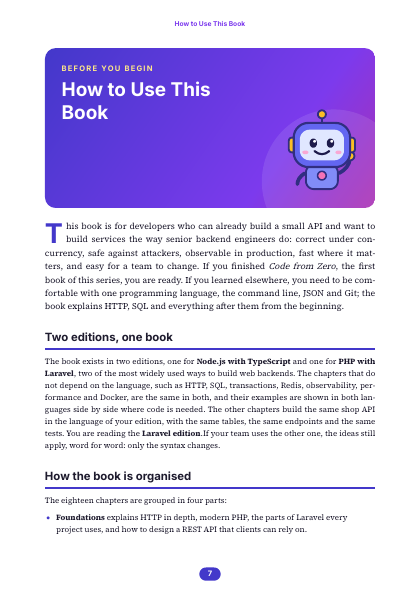 How to Use This Book
BEFORE YOU BEGIN
How to Use This
Book
This book is for developers who can already build a small API and want to
build services the way senior backend engineers do: correct under con-
currency, safe against attackers, observable in production, fast where it mat-
ters, and easy for a team to change. If you finished Code from Zero, the first
book of this series, you are ready. If you learned elsewhere, you need to be com-
fortable with one programming language, the command line, JSON and Git; the
book explains HTTP, SQL and everything after them from the beginning.
Two editions, one book
The book exists in two editions, one for Node.js with TypeScript and one for PHP with
Laravel, two of the most widely used ways to build web backends. The chapters that do
not depend on the language, such as HTTP, SQL, transactions, Redis, observability, per-
formance and Docker, are the same in both, and their examples are shown in both lan-
guages side by side where code is needed. The other chapters build the same shop API
in the language of your edition, with the same tables, the same endpoints and the same
tests. You are reading the Laravel edition.If your team uses the other one, the ideas still
apply, word for word: only the syntax changes.
How the book is organised
The eighteen chapters are grouped in four parts:
• Foundations explains HTTP in depth, modern PHP, the parts of Laravel every
project uses, and how to design a REST API that clients can rely on.
7